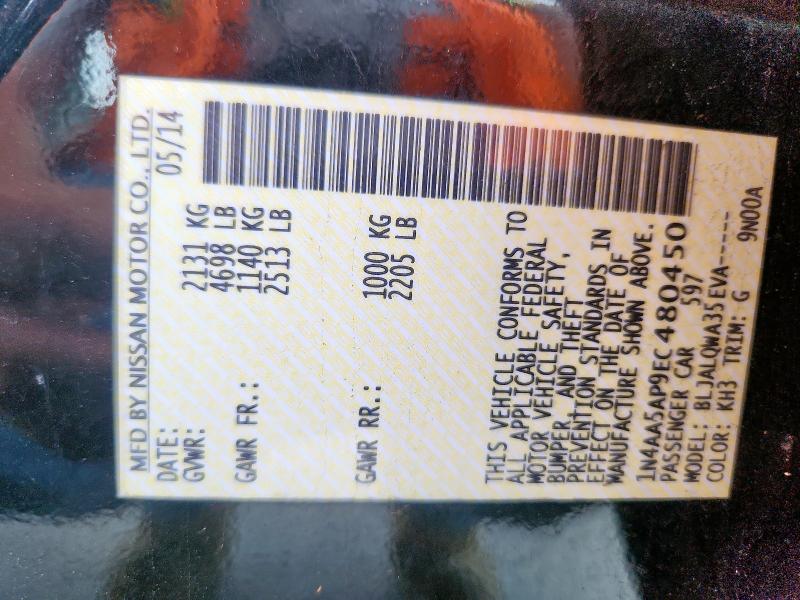 MFD BY NISSAN MOTOR CO., LTD.
DATE: 05/14
GVWR: 2131 KG
4698 LB
GAWR FR.: 1140 KG
2513 LB
GAWR RR.: 1000 KG
2205 LB
THIS VEHICLE CONFORMS TO
ALL APPLICABLE FEDERAL
MOTOR VEHICLE SAFETY,
BUMPER, AND THEFT
PREVENTION STANDARDS IN
EFFECT ON THE DATE OF
MANUFACTURE SHOWN ABOVE.
1N4AA5AP9EC480450
PASSENGER CAR 597
MODEL: BLJALQWA35EVA-----
COLOR: KH3 TRIM: G 9N00A